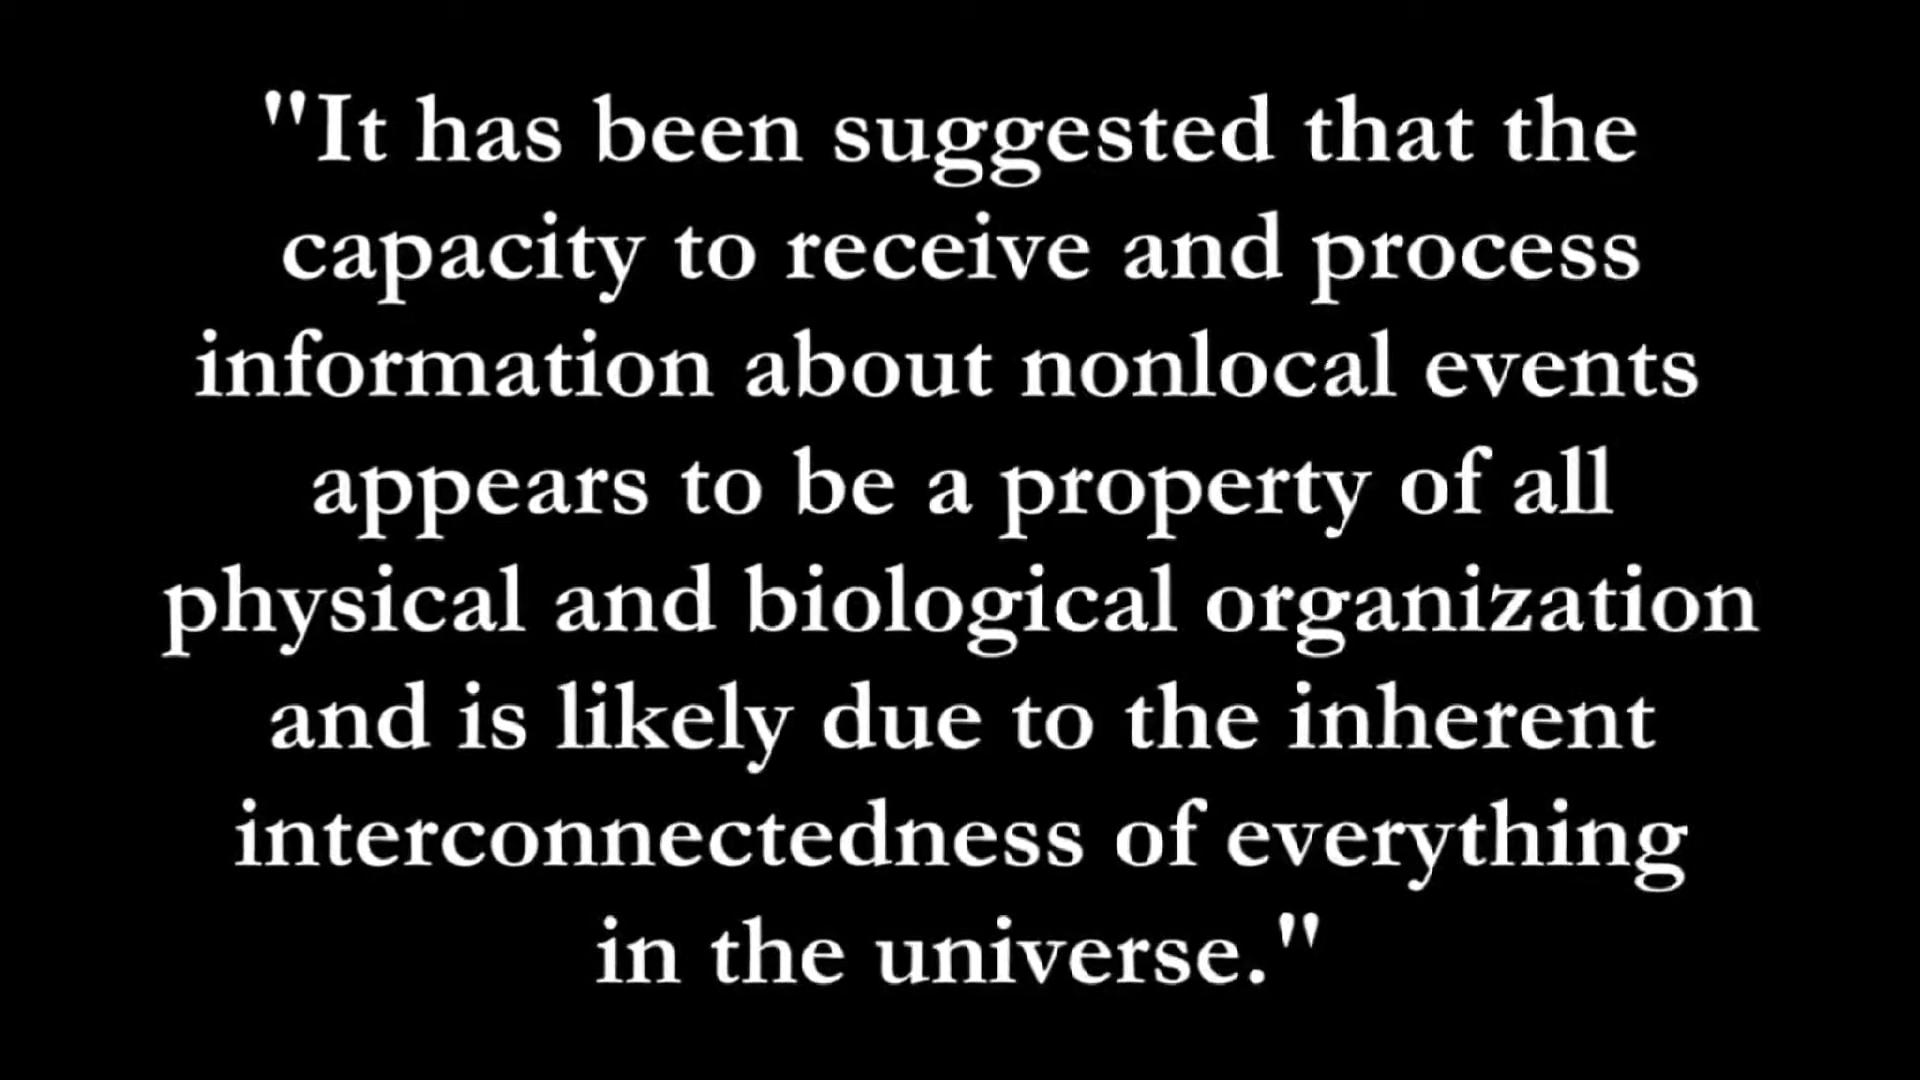 "It has been suggested that the
capacity to receive and process
information about nonlocal events
appears to be a property of all
physical and biological organization
and is likely due to the inherent
interconnectedness of everything
in the universe."